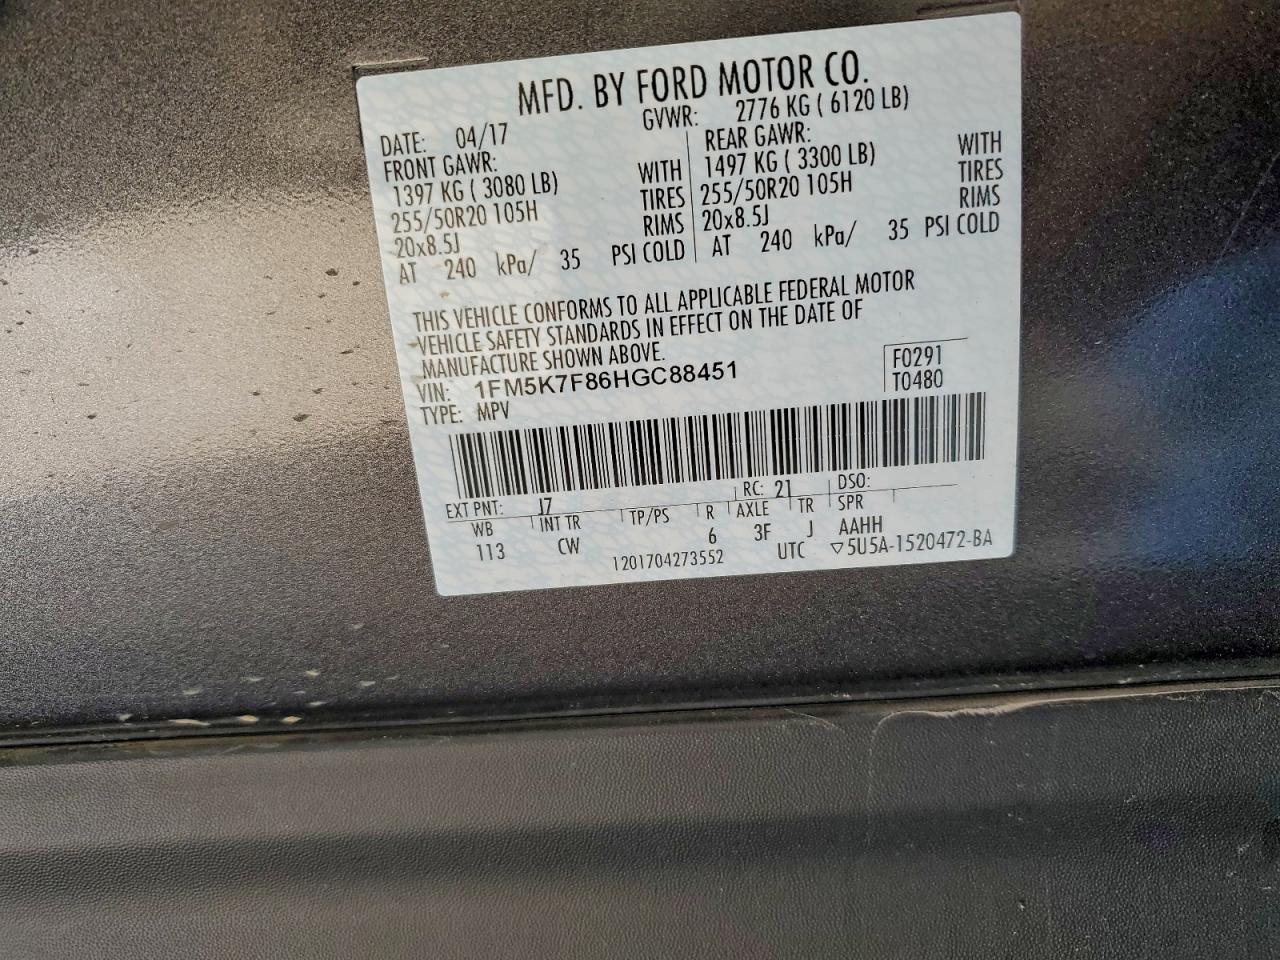 MFD. BY FORD MOTOR CO.
DATE: 04/17
GVWR: 2776 KG ( 6120 LB)
FRONT GAWR:
1397 KG ( 3080 LB) WITH
255/50R20 105H TIRES
20x8.5J RIMS
AT 240 kPa/ 35 PSI COLD
REAR GAWR:
1497 KG ( 3300 LB) WITH
255/50R20 105H TIRES
20x8.5J RIMS
AT 240 kPa/ 35 PSI COLD
THIS VEHICLE CONFORMS TO ALL APPLICABLE FEDERAL MOTOR
VEHICLE SAFETY STANDARDS IN EFFECT ON THE DATE OF
MANUFACTURE SHOWN ABOVE.
VIN: 1FM5K7F86HGC88451
TYPE: MPV
F0291
T0480
EXT PNT: J7 RC: 21 DSO:
WB INT TR TP/PS R AXLE TR SPR
113 CW 6 3F J AAHH
1201704273552 UTC ▽5U5A-1520472-BA